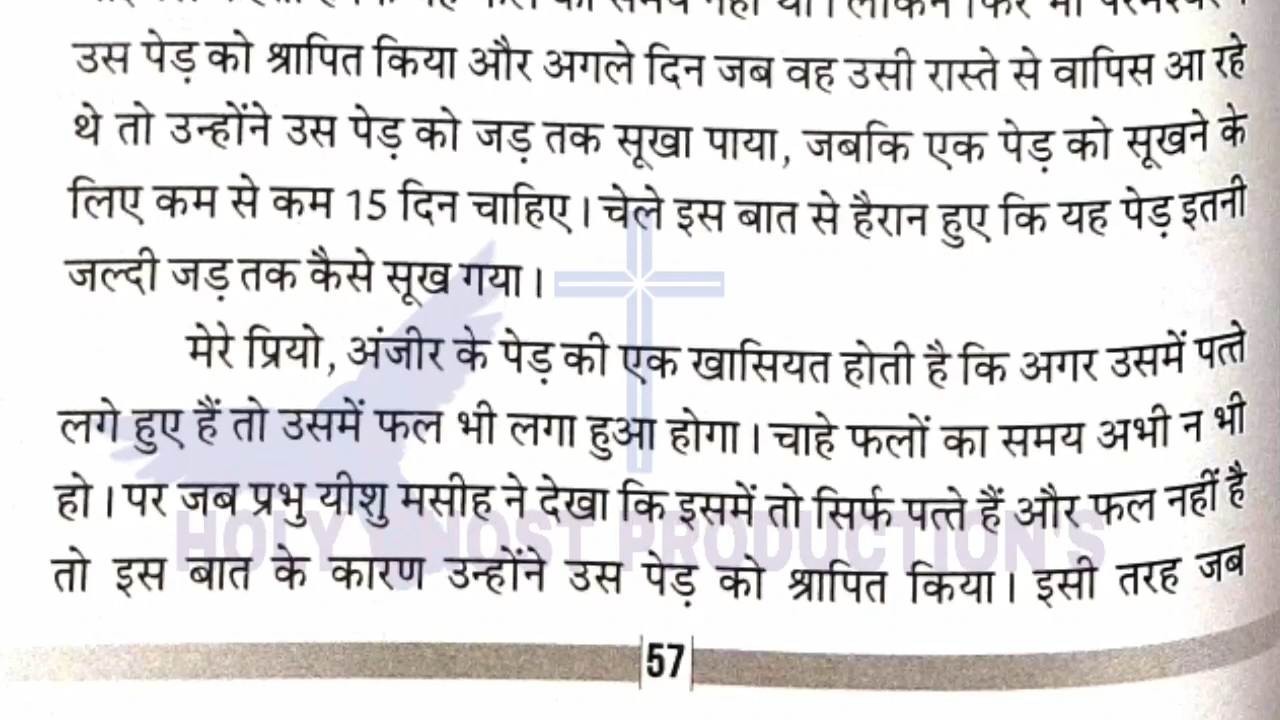 उस पेड़ को श्रापित किया और अगले दिन जब वह उसी रास्ते से वापिस आ रहे
थे तो उन्होंने उस पेड़ को जड़ तक सूखा पाया, जबकि एक पेड़ को सूखने के
लिए कम से कम 15 दिन चाहिए। चेले इस बात से हैरान हुए कि यह पेड़ इतनी
जल्दी जड़ तक कैसे सूख गया।
मेरे प्रियो, अंजीर के पेड़ की एक खासियत होती है कि अगर उसमें पत्ते
लगे हुए हैं तो उसमें फल भी लगा हुआ होगा। चाहे फलों का समय अभी न भी
हो। पर जब प्रभु यीशु मसीह ने देखा कि इसमें तो सिर्फ पत्ते हैं और फल नहीं है
HOLY GHOST PRODUCTION'S
तो इस बात के कारण उन्होंने उस पेड़ को श्रापित किया। इसी तरह जब
57